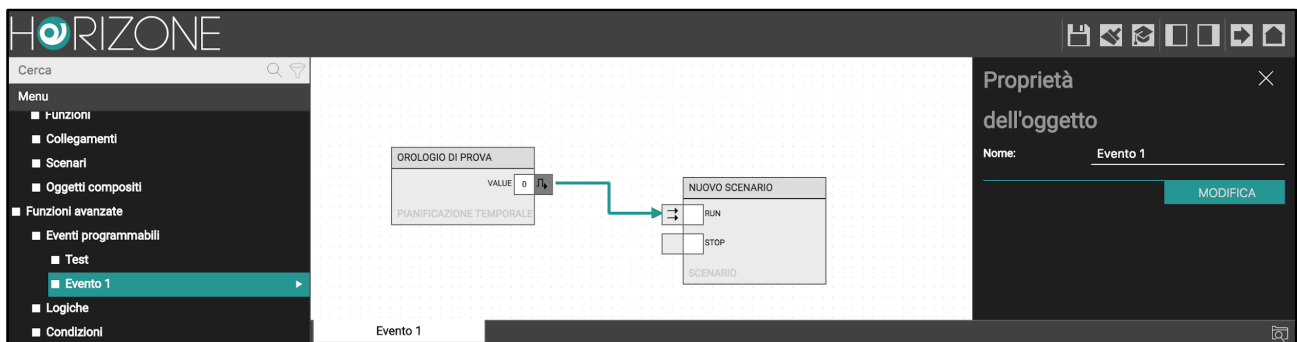 HORIZONE
Cerca
Menu
Funzioni
Collegamenti
Scenari
Oggetti compositi
Funzioni avanzate
Eventi programmabili
Test
Evento 1
Logiche
Condizioni
OROLOGIO DI PROVA
VALUE 0
PIANIFICAZIONE TEMPORALE
NUOVO SCENARIO
RUN
STOP
SCENARIO
Evento 1
Proprietà
dell'oggetto
Nome: Evento 1
MODIFICA